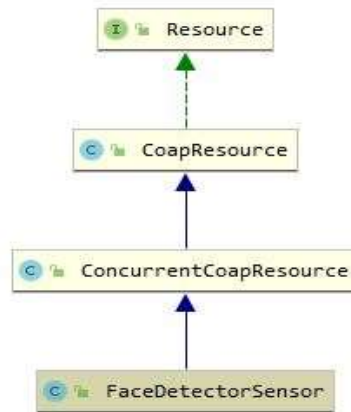 I Resource
C CoapResource
C ConcurrentCoapResource
C FaceDetectorSensor